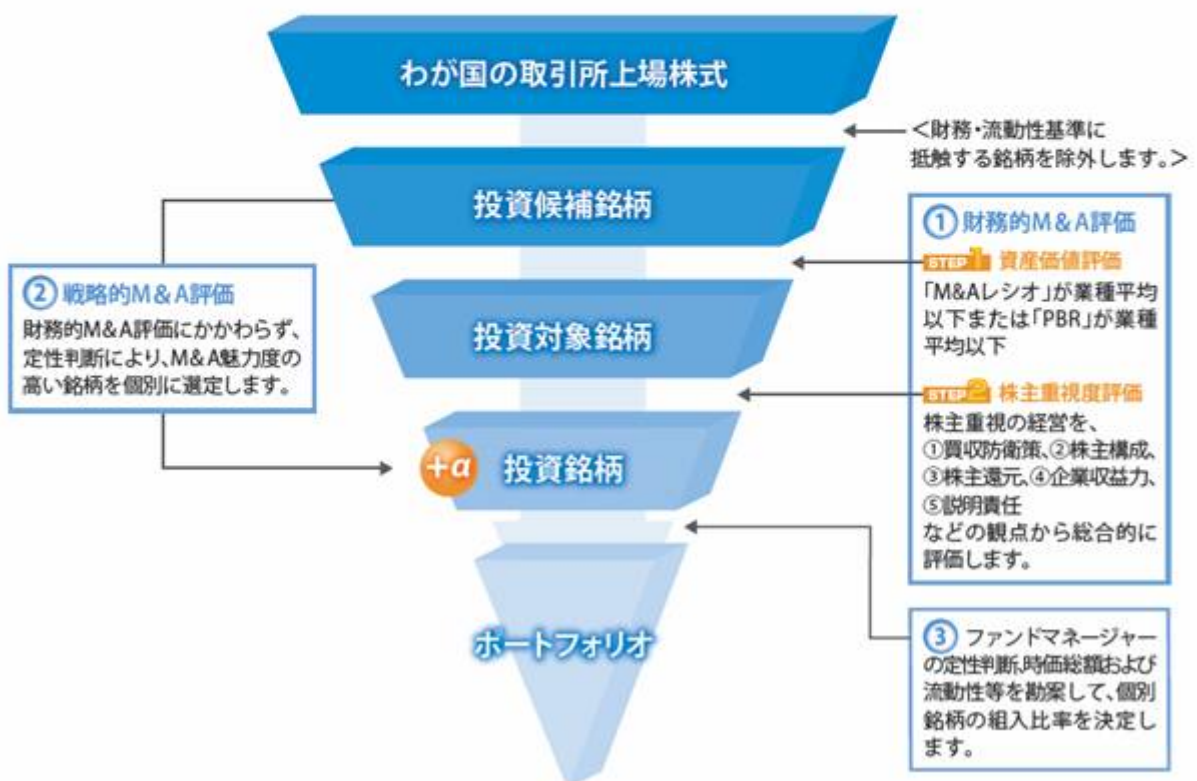 わが国の取引所上場株式
＜財務・流動性基準に
抵触する銘柄を除外します。＞
投資候補銘柄
① 財務的M＆A評価
STEP1 資産価値評価
「M&Aレシオ」が業種平均
以下または「PBR」が業種
平均以下
② 戦略的M＆A評価
財務的M＆A評価にかかわらず、
定性判断により、M＆A魅力度の
高い銘柄を個別に選定します。
投資対象銘柄
STEP2 株主重視度評価
株主重視の経営を、
①買収防衛策、②株主構成、
③株主還元、④企業収益力、
⑤説明責任
などの観点から総合的に
評価します。
+α 投資銘柄
ポートフォリオ
③ ファンドマネージャー
の定性判断、時価総額および
流動性等を勘案して、個別
銘柄の組入比率を決定し
ます。